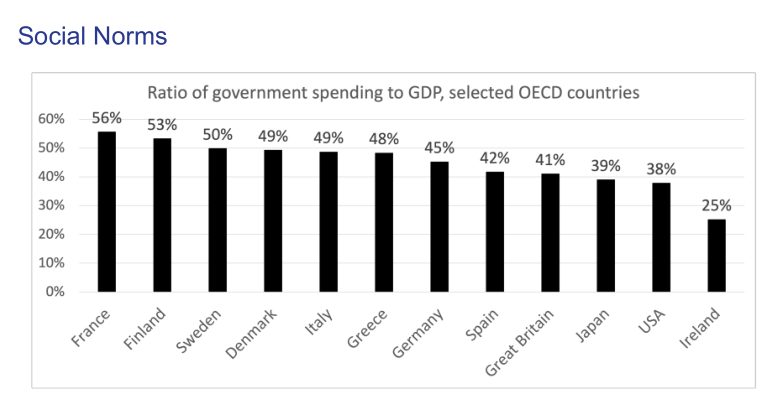 Social Norms
Ratio of government spending to GDP, selected OECD countries
60%
50%
40%
30%
20%
10%
0%
56%
53%
50%
49%
49%
48%
45%
42%
41%
39%
38%
25%
France
Finland
Sweden
Denmark
Italy
Greece
Germany
Spain
Great Britain
Japan
USA
Ireland